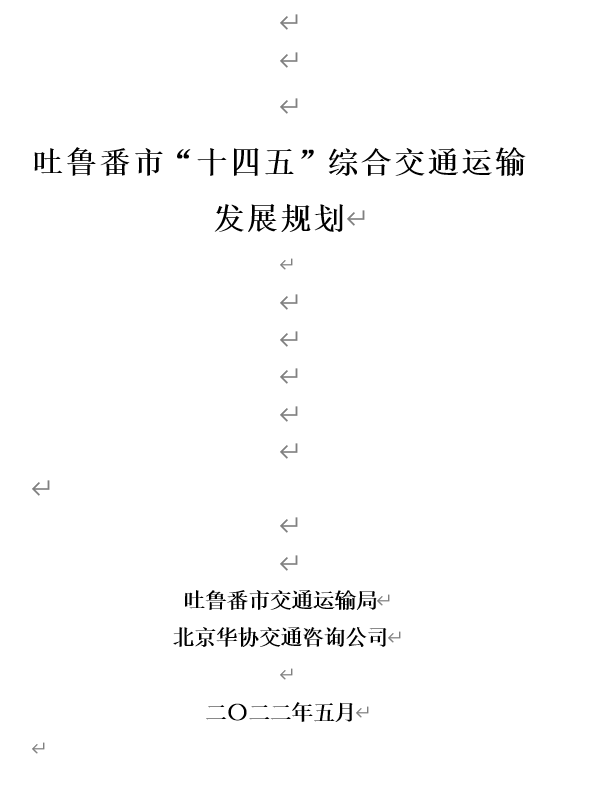 吐鲁番市“十四五”综合交通运输
发展规划
吐鲁番市交通运输局
北京华协交通咨询公司
二〇二二年五月